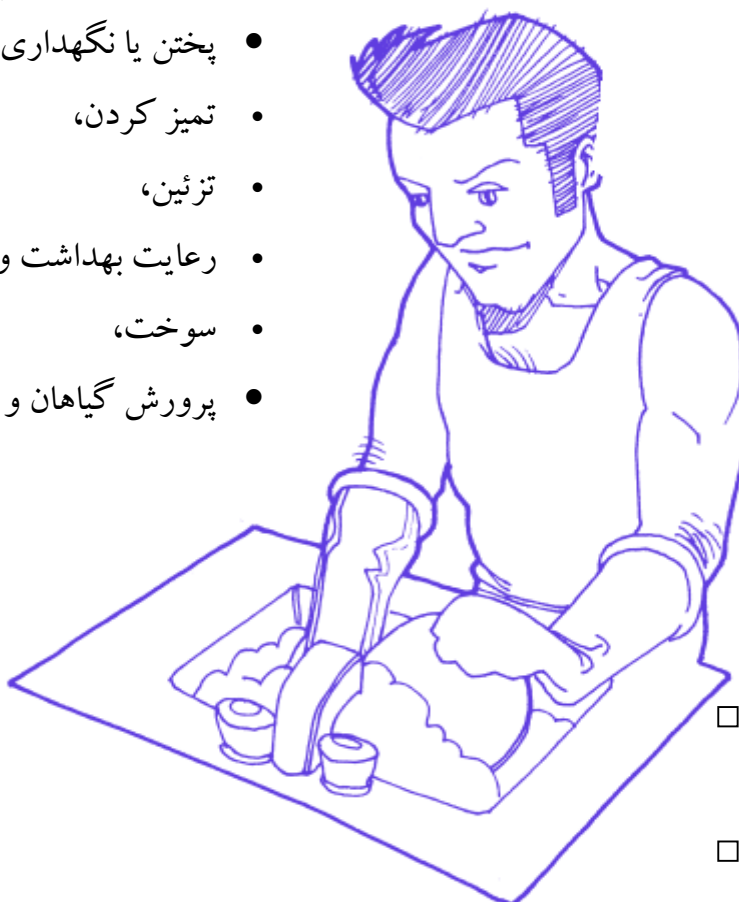 • پختن یا نگهداری
• تمیز کردن،
• تزئین،
• رعایت بهداشت و
• سوخت،
• پرورش گیاهان و